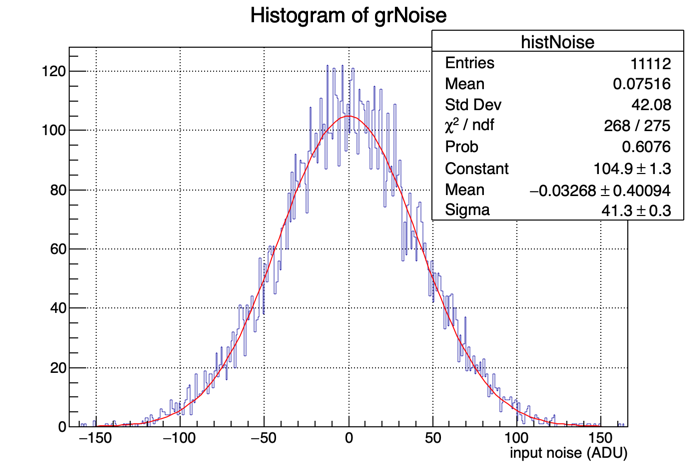 Histogram of grNoise
histNoise
Entries 11112
Mean 0.07516
Std Dev 42.08
χ² / ndf 268 / 275
Prob 0.6076
Constant 104.9 ± 1.3
Mean −0.03268 ± 0.40094
Sigma 41.3 ± 0.3
120
100
80
60
40
20
0
−150 −100 −50 0 50 100 150
input noise (ADU)